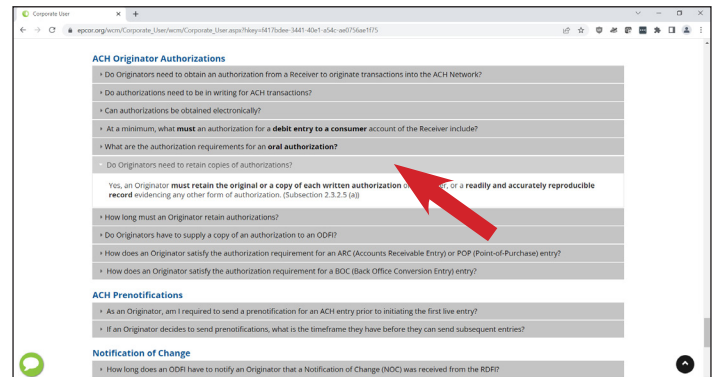 Corporate User
epcor.org/wcm/Corporate_User/wcm/Corporate_User.aspx?hkey=f417bdee-3441-40e1-a54c-ae0756ae1f75
ACH Originator Authorizations
Do Originators need to obtain an authorization from a Receiver to originate transactions into the ACH Network?
Do authorizations need to be in writing for ACH transactions?
Can authorizations be obtained electronically?
At a minimum, what must an authorization for a debit entry to a consumer account of the Receiver include?
What are the authorization requirements for an oral authorization?
Do Originators need to retain copies of authorizations?
Yes, an Originator must retain the original or a copy of each written authorization or a readily and accurately reproducible
record evidencing any other form of authorization. (Subsection 2.3.2.5 (a))
How long must an Originator retain authorizations?
Do Originators have to supply a copy of an authorization to an ODFI?
How does an Originator satisfy the authorization requirement for an ARC (Accounts Receivable Entry) or POP (Point-of-Purchase) entry?
How does an Originator satisfy the authorization requirement for a BOC (Back Office Conversion Entry) entry?
ACH Prenotifications
As an Originator, am I required to send a prenotification for an ACH entry prior to initiating the first live entry?
If an Originator decides to send prenotifications, what is the timeframe they have before they can send subsequent entries?
Notification of Change
How long does an ODFI have to notify an Originator that a Notification of Change (NOC) was received from the RDFI?